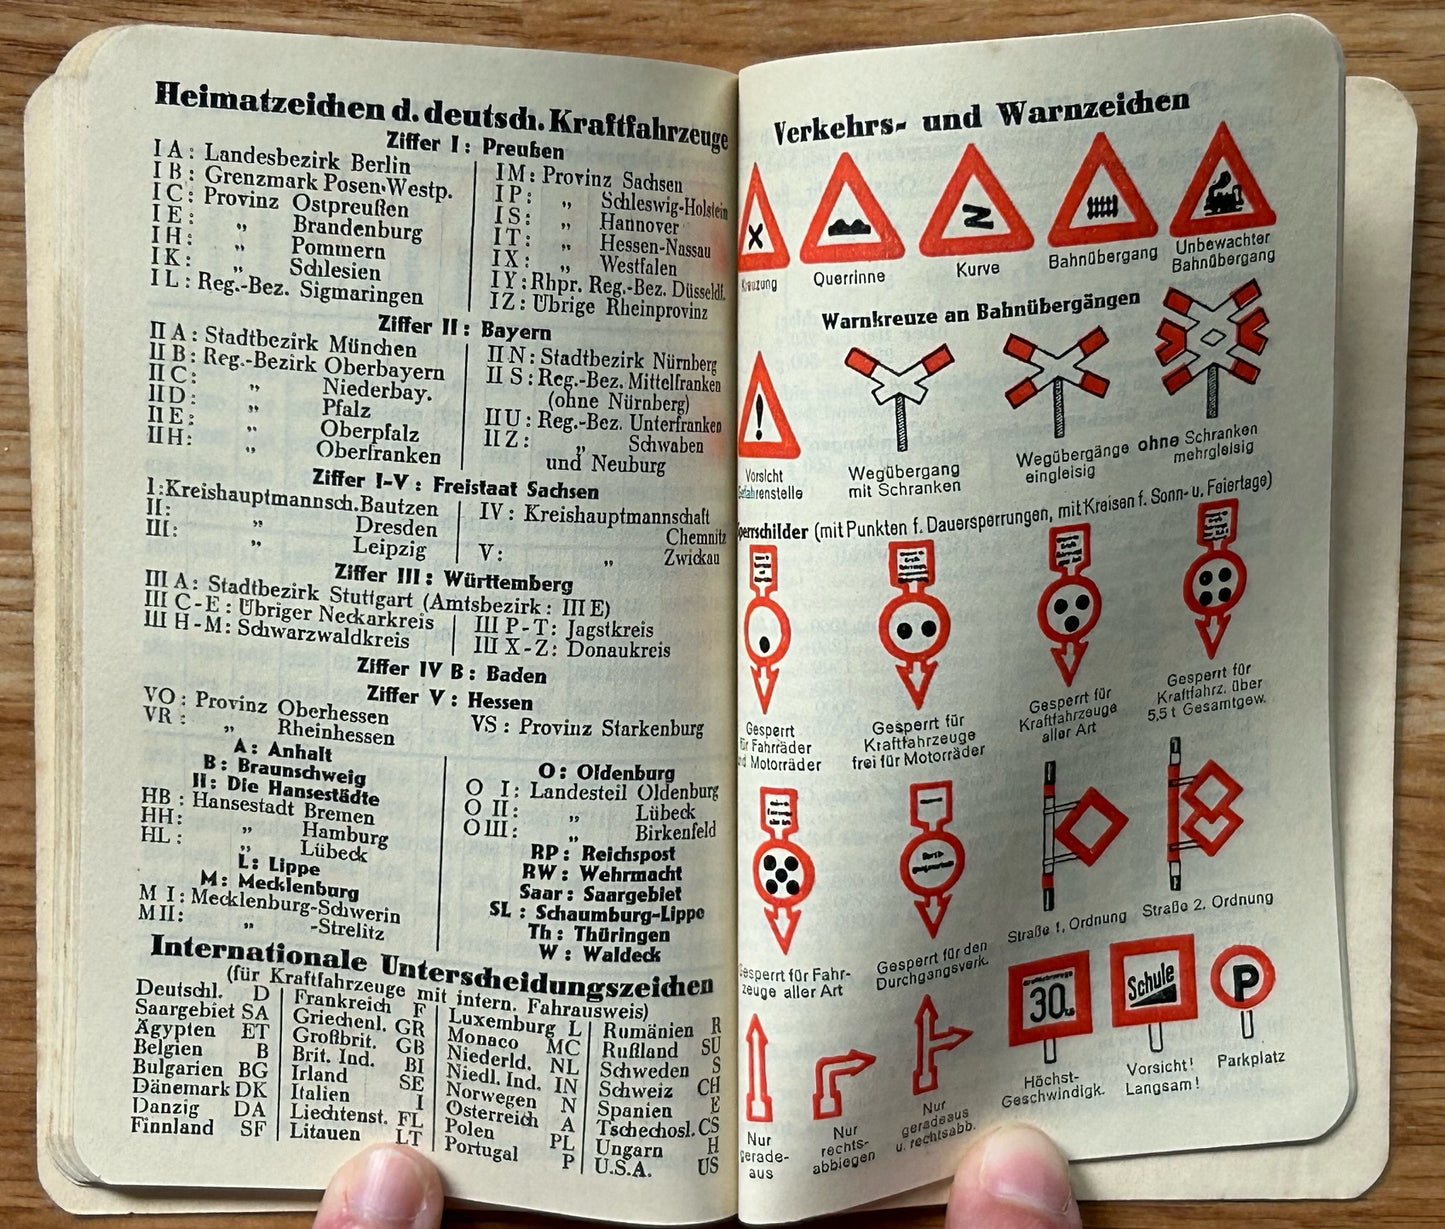 Heimatzeichen d. deutsch. Kraftfahrzeuge
Ziffer I: Preußen
I A: Landesbezirk Berlin
I B: Grenzmark Posen-Westp.
I C: Provinz Ostpreußen
I E: „ Brandenburg
I H: „ Pommern
I K: „ Schlesien
I L: Reg.-Bez. Sigmaringen
I M: Provinz Sachsen
I P: „ Schleswig-Holstein
I S: „ Hannover
I T: „ Hessen-Nassau
I X: „ Westfalen
I Y: Rhpr. Reg.-Bez. Düsseldf.
I Z: Übrige Rheinprovinz
Ziffer II: Bayern
II A: Stadtbezirk München
II B: Reg.-Bezirk Oberbayern
II C: „ Niederbay.
II D: „ Pfalz
II E: „ Oberpfalz
II H: „ Oberfranken
II N: Stadtbezirk Nürnberg
II S: Reg.-Bez. Mittelfranken
(ohne Nürnberg)
II U: Reg.-Bez. Unterfranken
II Z: „ Schwaben
und Neuburg
Ziffer I-V: Freistaat Sachsen
I: Kreishauptmannsch. Bautzen
II: „ Dresden
III: „ Leipzig
IV: Kreishauptmannschaft
Chemnitz
V: „ Zwickau
Ziffer III: Württemberg
III A: Stadtbezirk Stuttgart (Amtsbezirk: III E)
III C-E: Übriger Neckarkreis
III H-M: Schwarzwaldkreis
III P-T: Jagstkreis
III X-Z: Donaukreis
Ziffer IV B: Baden
Ziffer V: Hessen
VO: Provinz Oberhessen
VR: „ Rheinhessen
VS: Provinz Starkenburg
A: Anhalt
B: Braunschweig
H: Die Hansestädte
HB: Hansestadt Bremen
HH: „ Hamburg
HL: „ Lübeck
L: Lippe
M: Mecklenburg
M I: Mecklenburg-Schwerin
M II: „ -Strelitz
O: Oldenburg
O I: Landesteil Oldenburg
O II: „ Lübeck
O III: „ Birkenfeld
RP: Reichspost
RW: Wehrmacht
Saar: Saargebiet
SL: Schaumburg-Lippe
Th: Thüringen
W: Waldeck
Internationale Unterscheidungszeichen
(für Kraftfahrzeuge mit intern. Fahrausweis)
Deutschl. D
Saargebiet SA
Ägypten ET
Belgien B
Bulgarien BG
Dänemark DK
Danzig DA
Finnland SF
Frankreich F
Griechenl. GR
Großbrit. GB
Brit. Ind. BI
Irland SE
Italien I
Liechtenst. FL
Litauen LT
Luxemburg L
Monaco MC
Niederld. NL
Niedl. Ind. IN
Norwegen N
Österreich A
Polen PL
Portugal P
Rumänien R
Rußland SU
Schweden S
Schweiz CH
Spanien E
Tschechosl. CS
Ungarn H
U.S.A. US
Verkehrs- und Warnzeichen
Kreuzung
Querrinne
Kurve
Bahnübergang
Unbewachter
Bahnübergang
Warnkreuze an Bahnübergängen
!
Vorsicht
Gefahrenstelle
Wegübergang
mit Schranken
Wegübergänge ohne Schranken
eingleisig mehrgleisig
Sperrschilder (mit Punkten f. Dauersperrungen, mit Kreisen f. Sonn- u. Feiertage)
Gesperrt
für Fahrräder
und Motorräder
Gesperrt für
Kraftfahrzeuge
frei für Motorräder
Gesperrt für
Kraftfahrzeuge
aller Art
Gesperrt für
Kraftfahrz. über
5,5 t Gesamtgew.
Gesperrt für Fahr-
zeuge aller Art
Gesperrt für den
Durchgangsverk.
Straße 1. Ordnung
Straße 2. Ordnung
Nur
gerade-
aus
Nur
rechts-
abbiegen
Nur
geradeaus
u. rechtsabb.
30
Höchst-
Geschwindigk.
Schule
Vorsicht!
Langsam!
P
Parkplatz